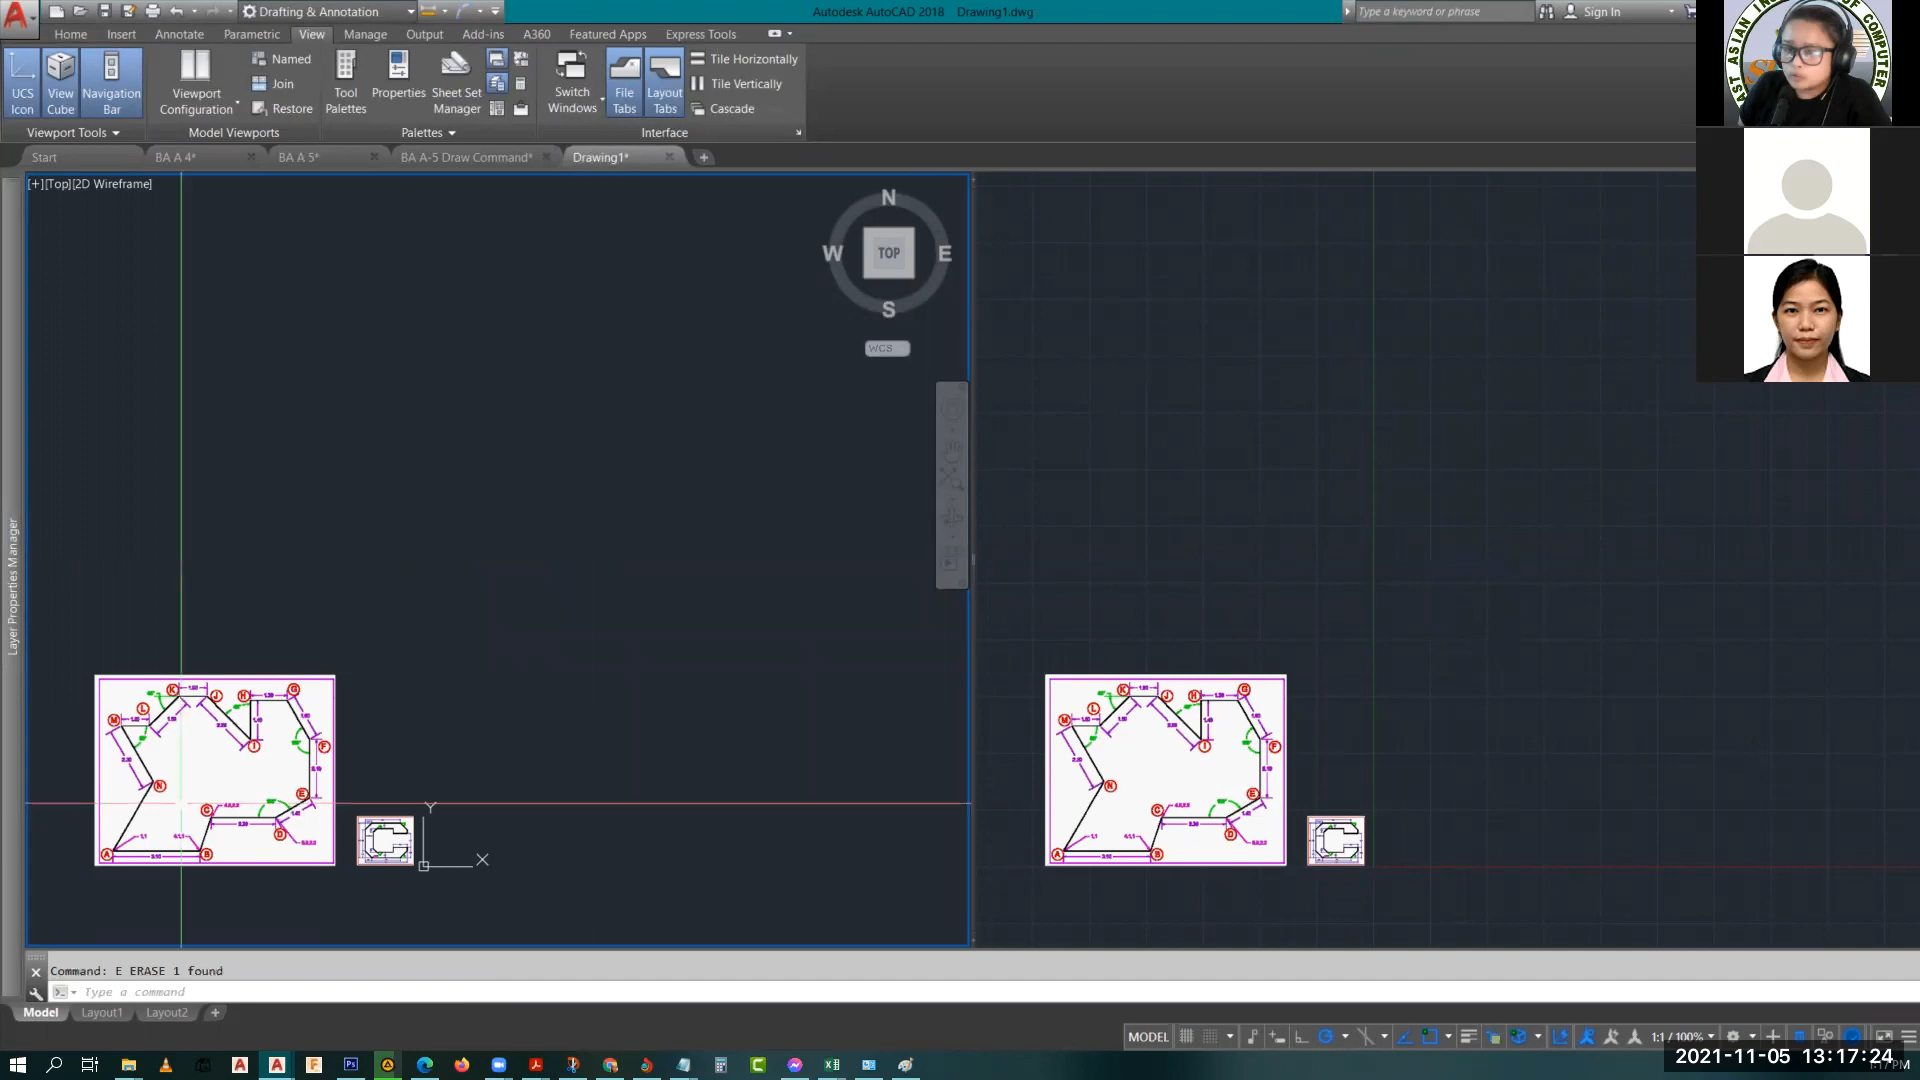 Drafting & Annotation
Autodesk AutoCAD 2018 Drawing1.dwg
Type a keyword or phrase
Sign In
Home Insert Annotate Parametric View Manage Output Add-ins A360 Featured Apps Express Tools
UCS Icon
View Cube
Navigation Bar
Viewport Configuration
Named
Join
Restore
Tool Palettes
Properties
Sheet Set Manager
Switch Windows
File Tabs
Layout Tabs
Tile Horizontally
Tile Vertically
Cascade
Viewport Tools
Model Viewports
Palettes
Interface
Start
BA A 4*
BA A 5*
BA A-5 Draw Command*
Drawing1*
[+][Top][2D Wireframe]
N
W TOP E
S
WCS
Layer Properties Manager
K J H G
L
M
I
F
N
E
C
D
A B
Y
X
K J H G
L
M
I
F
N
E
C
D
A B
Command: E ERASE 1 found
Type a command
Model Layout1 Layout2
MODEL
1:1 / 100%
2021-11-05 13:17:24